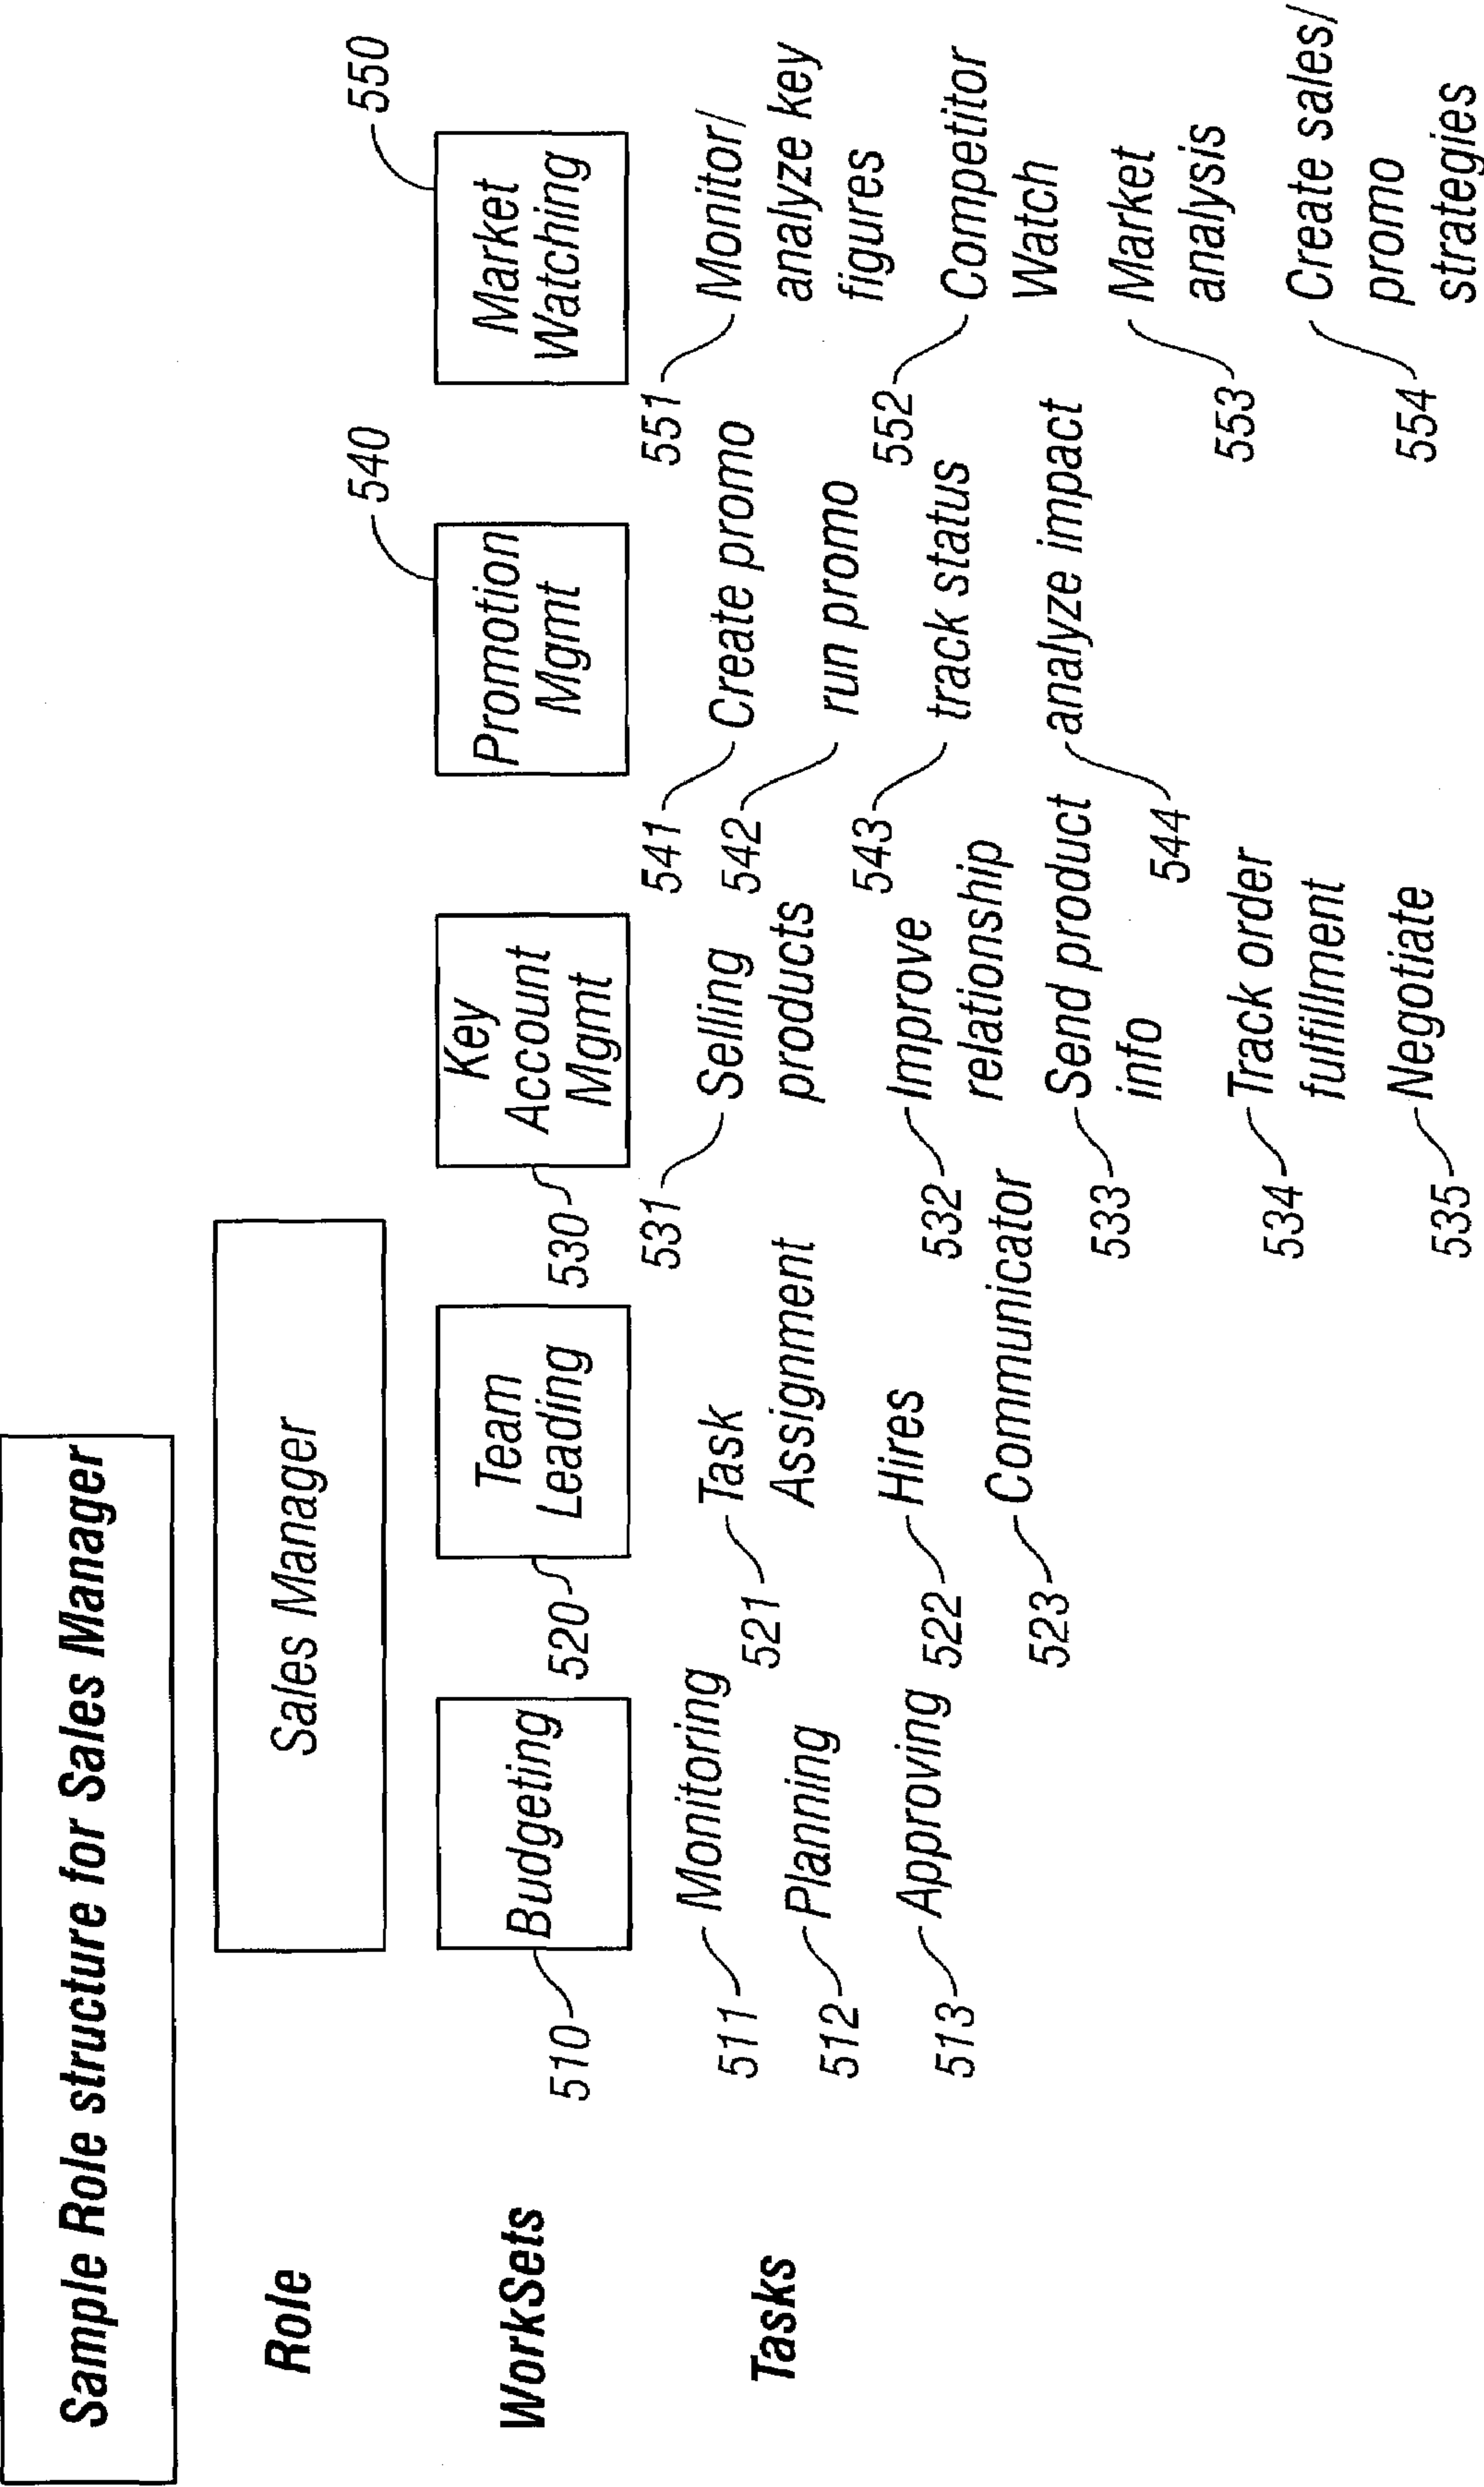 Sample Role structure for Sales Manager
Role
Sales Manager
WorkSets
510
Budgeting
520
Team
Leading
530
Key
Account
Mgmt
540
Promotion
Mgmt
550
Market
Watching
Tasks
511
Monitoring
512
Planning
513
Approving
521
Task
Assignment
522
Hires
523
Communicator
531
Selling
products
532
Improve
relationship
533
Send product
info
534
Track order
fulfillment
535
Negotiate
541
Create promo
542
run promo
543
track status
544
analyze impact
551
Monitor/
analyze key
figures
552
Competitor
Watch
553
Market
analysis
554
Create sales/
promo
strategies